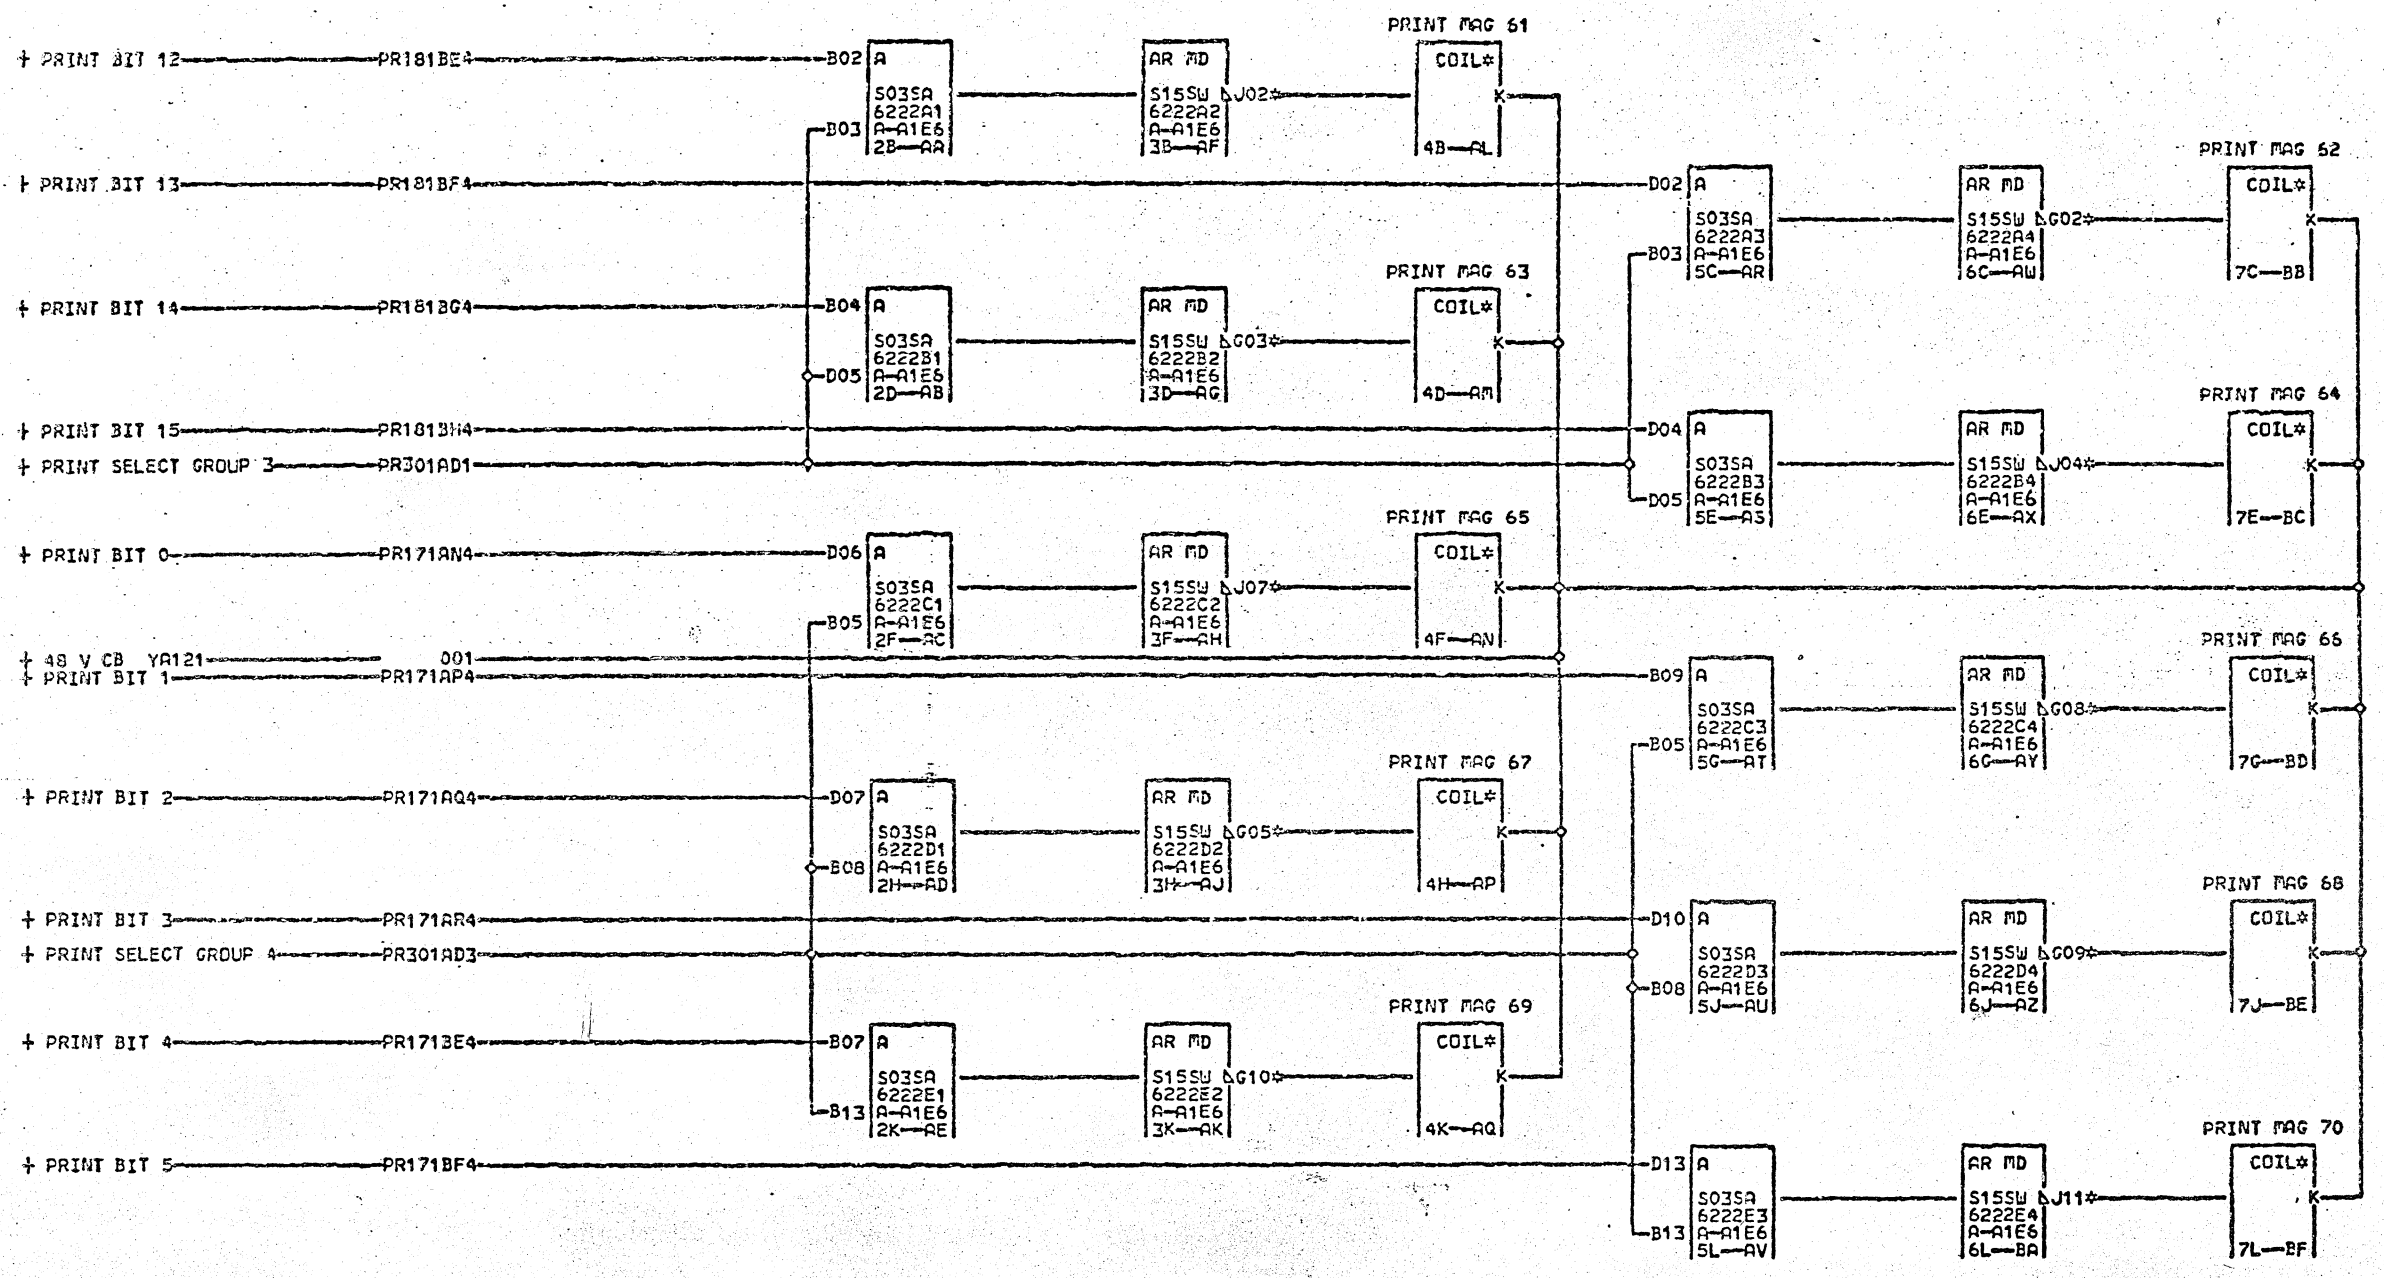 PRINT MAG 61
+ PRINT BIT 12 PR181BE4 B02 A AR MD COIL*
S03SA S15SW J02* K
6222A1 6222A2
B03 A-A1E6 A-A1E6
2B—AA 3B—AF 4B—AL
PRINT MAG 62
+ PRINT BIT 13 PR181BF4 D02 A AR MD COIL*
S03SA S15SW G02* K
6222A3 6222A4
B03 A-A1E6 A-A1E6
5C—AR 6C—AW 7C—BB
PRINT MAG 63
+ PRINT BIT 14 PR181BG4 B04 A AR MD COIL*
S03SA S15SW G03* K
6222B1 6222B2
D05 A-A1E6 A-A1E6
2D—AB 3D—AG 4D—AM
PRINT MAG 64
+ PRINT BIT 15 PR181BH4 D04 A AR MD COIL*
+ PRINT SELECT GROUP 3 PR301AD1 S03SA S15SW J04* K
6222B3 6222B4
D05 A-A1E6 A-A1E6
5E—AS 6E—AX 7E—BC
PRINT MAG 65
+ PRINT BIT 0 PR171AN4 D06 A AR MD COIL*
S03SA S15SW J07* K
6222C1 6222C2
B05 A-A1E6 A-A1E6
2F—AC 3F—AH 4F—AN
PRINT MAG 66
+ 48 V CB YA121 001
+ PRINT BIT 1 PR171AP4 B09 A AR MD COIL*
S03SA S15SW G08* K
6222C3 6222C4
B05 A-A1E6 A-A1E6
5G—AT 6G—AY 7G—BD
PRINT MAG 67
+ PRINT BIT 2 PR171AQ4 D07 A AR MD COIL*
S03SA S15SW G05* K
6222D1 6222D2
B08 A-A1E6 A-A1E6
2H—AD 3H—AJ 4H—AP
PRINT MAG 68
+ PRINT BIT 3 PR171AR4 D10 A AR MD COIL*
+ PRINT SELECT GROUP 4 PR301AD3 S03SA S15SW G09* K
6222D3 6222D4
B08 A-A1E6 A-A1E6
5J—AU 6J—AZ 7J—BE
PRINT MAG 69
+ PRINT BIT 4 PR171BE4 B07 A AR MD COIL*
S03SA S15SW G10* K
6222E1 6222E2
B13 A-A1E6 A-A1E6
2K—AE 3K—AK 4K—AQ
PRINT MAG 70
+ PRINT BIT 5 PR171BF4 D13 A AR MD COIL*
S03SA S15SW J11* K
6222E3 6222E4
B13 A-A1E6 A-A1E6
5L—AV 6L—BA 7L—BF